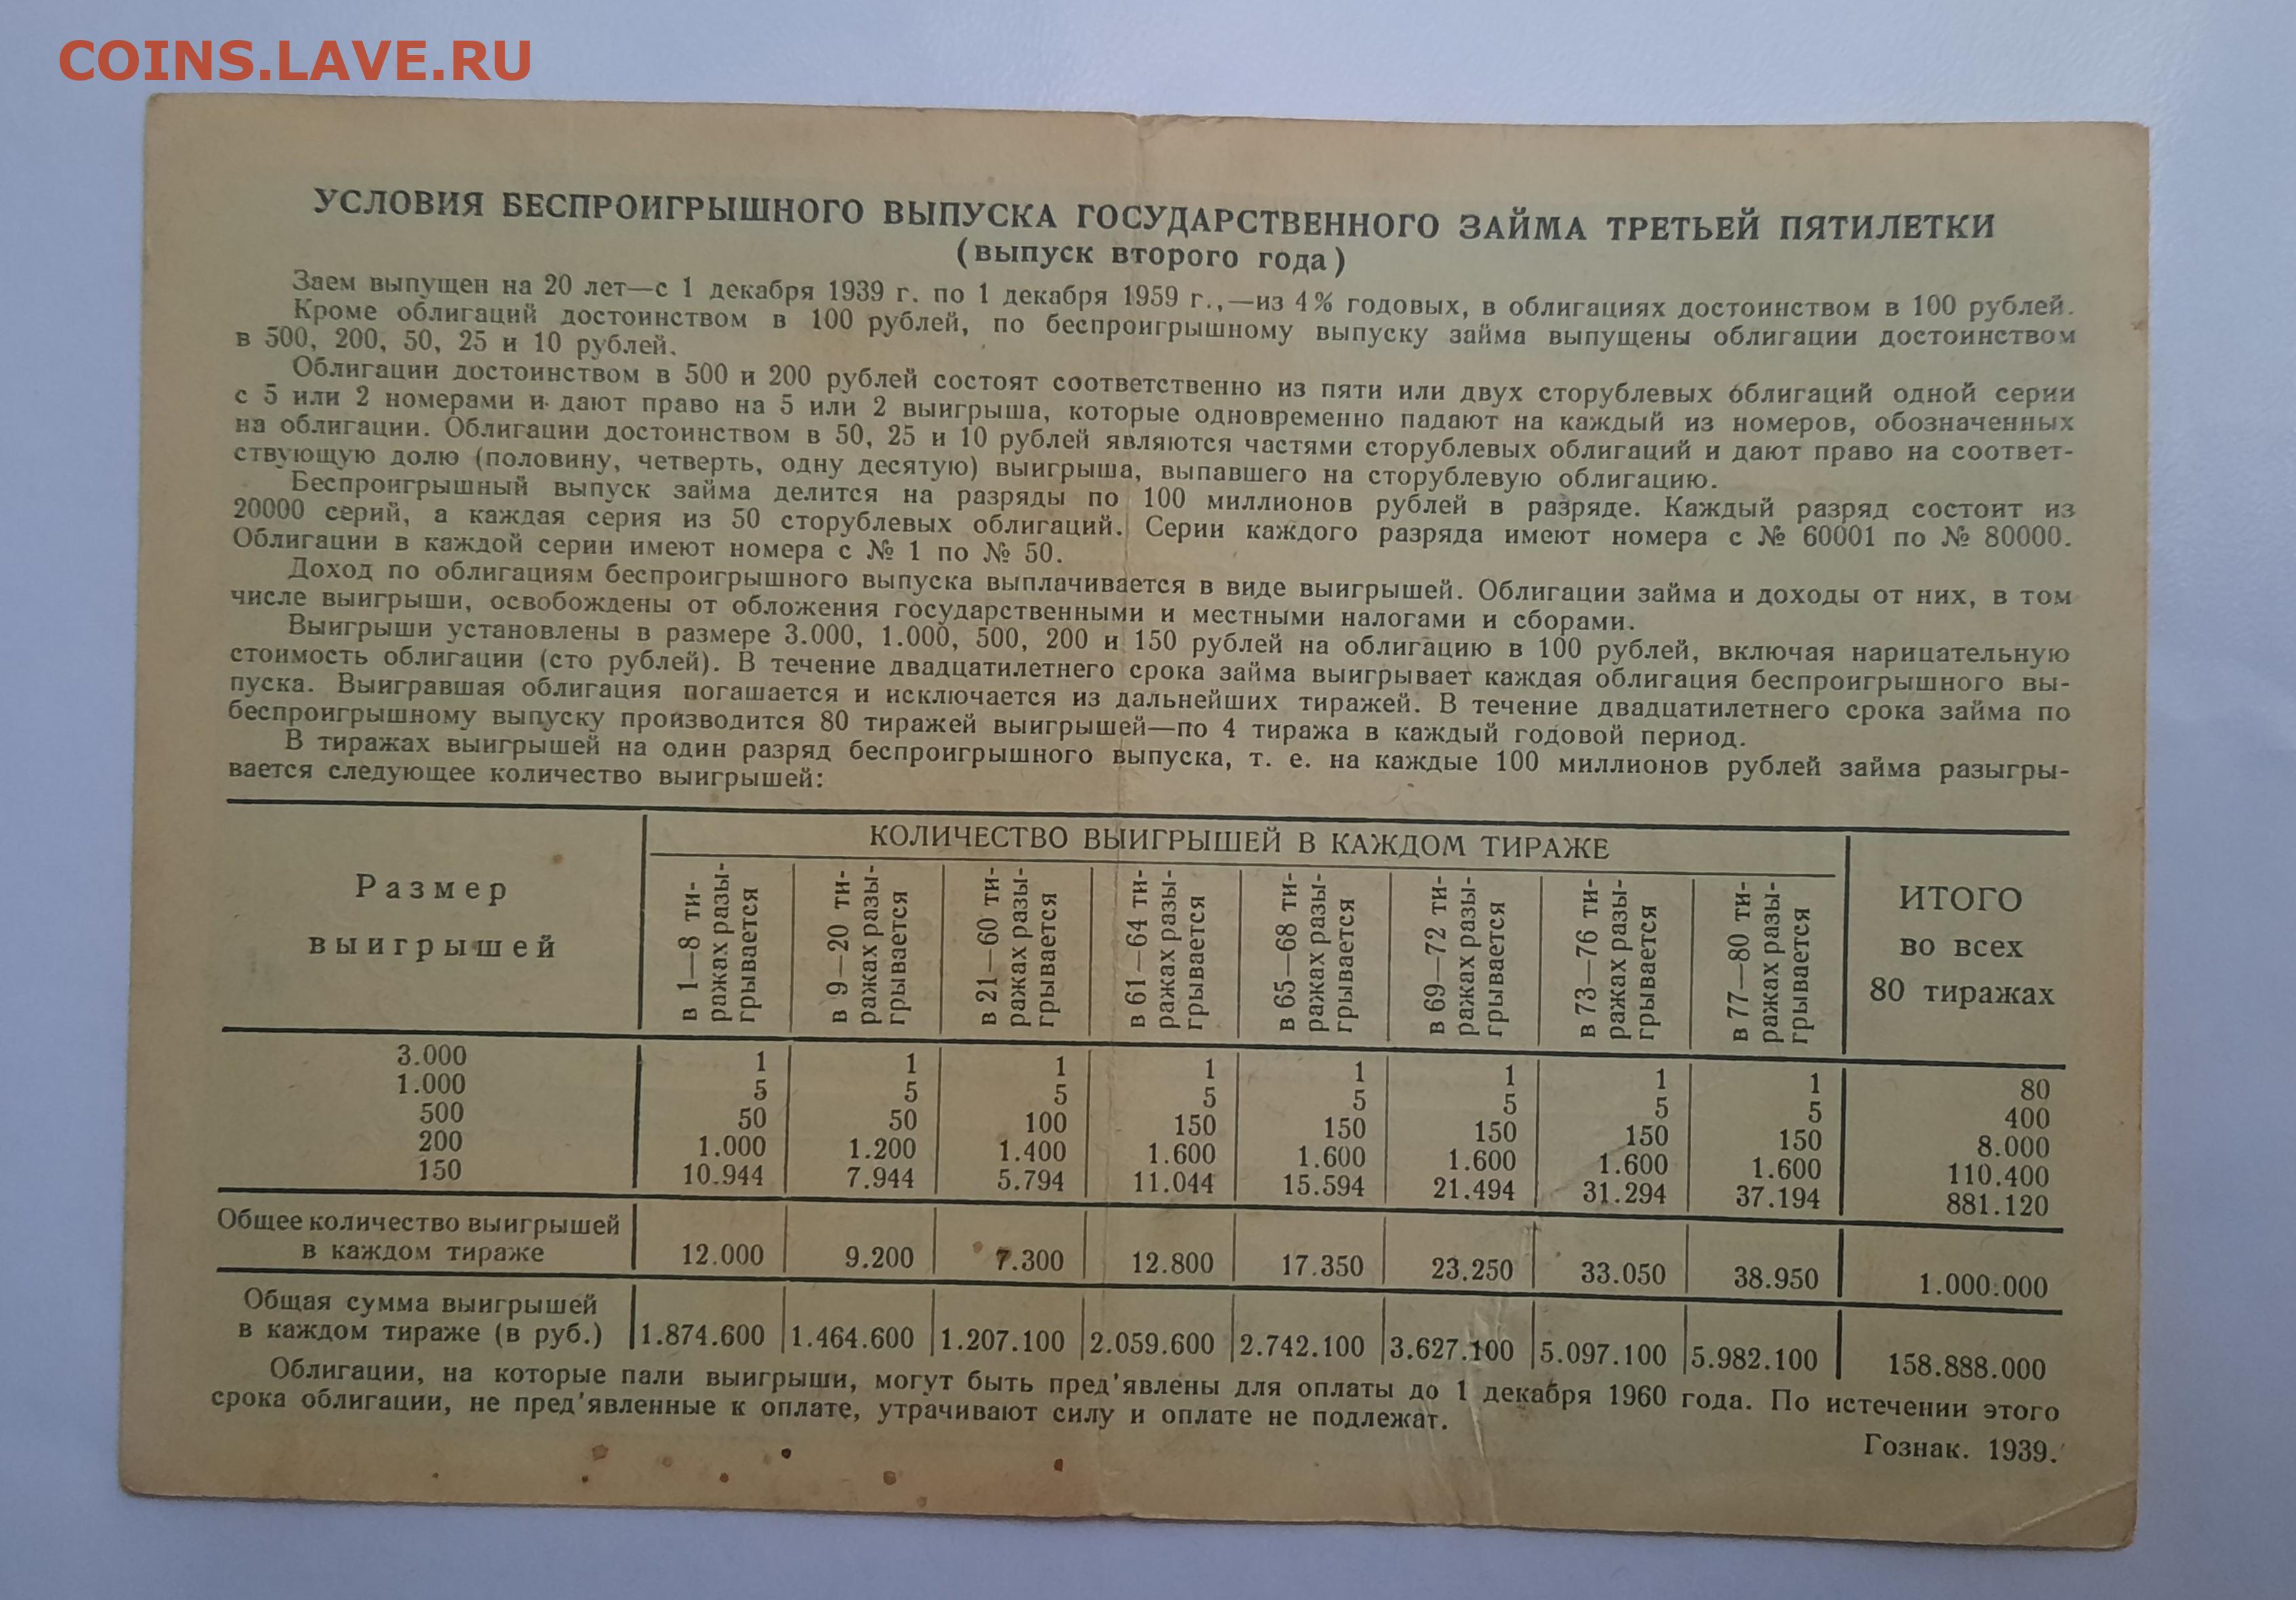 COINS.LAVE.RU
УСЛОВИЯ БЕСПРОИГРЫШНОГО ВЫПУСКА ГОСУДАРСТВЕННОГО ЗАЙМА ТРЕТЬЕЙ ПЯТИЛЕТКИ
(выпуск второго года)
Заем выпущен на 20 лет—с 1 декабря 1939 г. по 1 декабря 1959 г.,—из 4% годовых, в облигациях достоинством в 100 рублей.
Кроме облигаций достоинством в 100 рублей, по беспроигрышному выпуску займа выпущены облигации достоинством
в 500, 200, 50, 25 и 10 рублей.
Облигации достоинством в 500 и 200 рублей состоят соответственно из пяти или двух сторублевых облигаций одной серии
с 5 или 2 номерами и дают право на 5 или 2 выигрыша, которые одновременно падают на каждый из номеров, обозначенных
на облигации. Облигации достоинством в 50, 25 и 10 рублей являются частями сторублевых облигаций и дают право на соответ-
ствующую долю (половину, четверть, одну десятую) выигрыша, выпавшего на сторублевую облигацию.
Беспроигрышный выпуск займа делится на разряды по 100 миллионов рублей в разряде. Каждый разряд состоит из
20000 серий, а каждая серия из 50 сторублевых облигаций. Серии каждого разряда имеют номера с № 60001 по № 80000.
Облигации в каждой серии имеют номера с № 1 по № 50.
Доход по облигациям беспроигрышного выпуска выплачивается в виде выигрышей. Облигации займа и доходы от них, в том
числе выигрыши, освобождены от обложения государственными и местными налогами и сборами.
Выигрыши установлены в размере 3.000, 1.000, 500, 200 и 150 рублей на облигацию в 100 рублей, включая нарицательную
стоимость облигации (сто рублей). В течение двадцатилетнего срока займа выигрывает каждая облигация беспроигрышного вы-
пуска. Выигравшая облигация погашается и исключается из дальнейших тиражей. В течение двадцатилетнего срока займа по
беспроигрышному выпуску производится 80 тиражей выигрышей—по 4 тиража в каждый годовой период.
В тиражах выигрышей на один разряд беспроигрышного выпуска, т. е. на каждые 100 миллионов рублей займа разыгры-
вается следующее количество выигрышей:
Размер
выигрышей
КОЛИЧЕСТВО ВЫИГРЫШЕЙ В КАЖДОМ ТИРАЖЕ
в 1—8 ти-
ражах разы-
грывается
в 9—20 ти-
ражах разы-
грывается
в 21—60 ти-
ражах разы-
грывается
в 61—64 ти-
ражах разы-
грывается
в 65—68 ти-
ражах разы-
грывается
в 69—72 ти-
ражах разы-
грывается
в 73—76 ти-
ражах разы-
грывается
в 77—80 ти-
ражах разы-
грывается
ИТОГО
во всех
80 тиражах
3.000 1 1 1 1 1 1 1 1 80
1.000 5 5 5 5 5 5 5 5 400
500 50 50 100 150 150 150 150 150 8.000
200 1.000 1.200 1.400 1.600 1.600 1.600 1.600 1.600 110.400
150 10.944 7.944 5.794 11.044 15.594 21.494 31.294 37.194 881.120
Общее количество выигрышей
в каждом тираже 12.000 9.200 7.300 12.800 17.350 23.250 33.050 38.950 1.000.000
Общая сумма выигрышей
в каждом тираже (в руб.) 1.874.600 1.464.600 1.207.100 2.059.600 2.742.100 3.627.100 5.097.100 5.982.100 158.888.000
Облигации, на которые пали выигрыши, могут быть пред'явлены для оплаты до 1 декабря 1960 года. По истечении этого
срока облигации, не пред'явленные к оплате, утрачивают силу и оплате не подлежат.
Гознак. 1939.